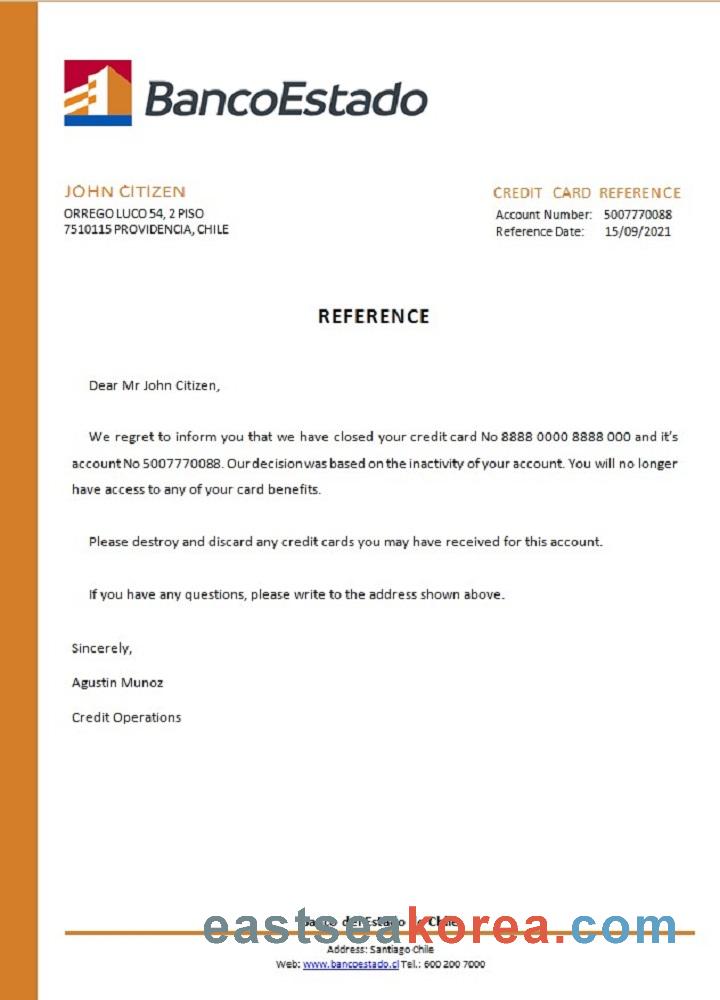 BancoEstado
JOHN CITIZEN
ORREGO LUCO 54, 2 PISO
7510115 PROVIDENCIA, CHILE
CREDIT CARD REFERENCE
Account Number: 5007770088
Reference Date: 15/09/2021
REFERENCE
Dear Mr John Citizen,
We regret to inform you that we have closed your credit card No 8888 0000 8888 000 and it's
account No 5007770088. Our decision was based on the inactivity of your account. You will no longer
have access to any of your card benefits.
Please destroy and discard any credit cards you may have received for this account.
If you have any questions, please write to the address shown above.
Sincerely,
Agustin Munoz
Credit Operations
Banco del Estado de Chile
eastseakorea.com
Address: Santiago Chile
Web: www.bancoestado.cl Tel.: 600 200 7000